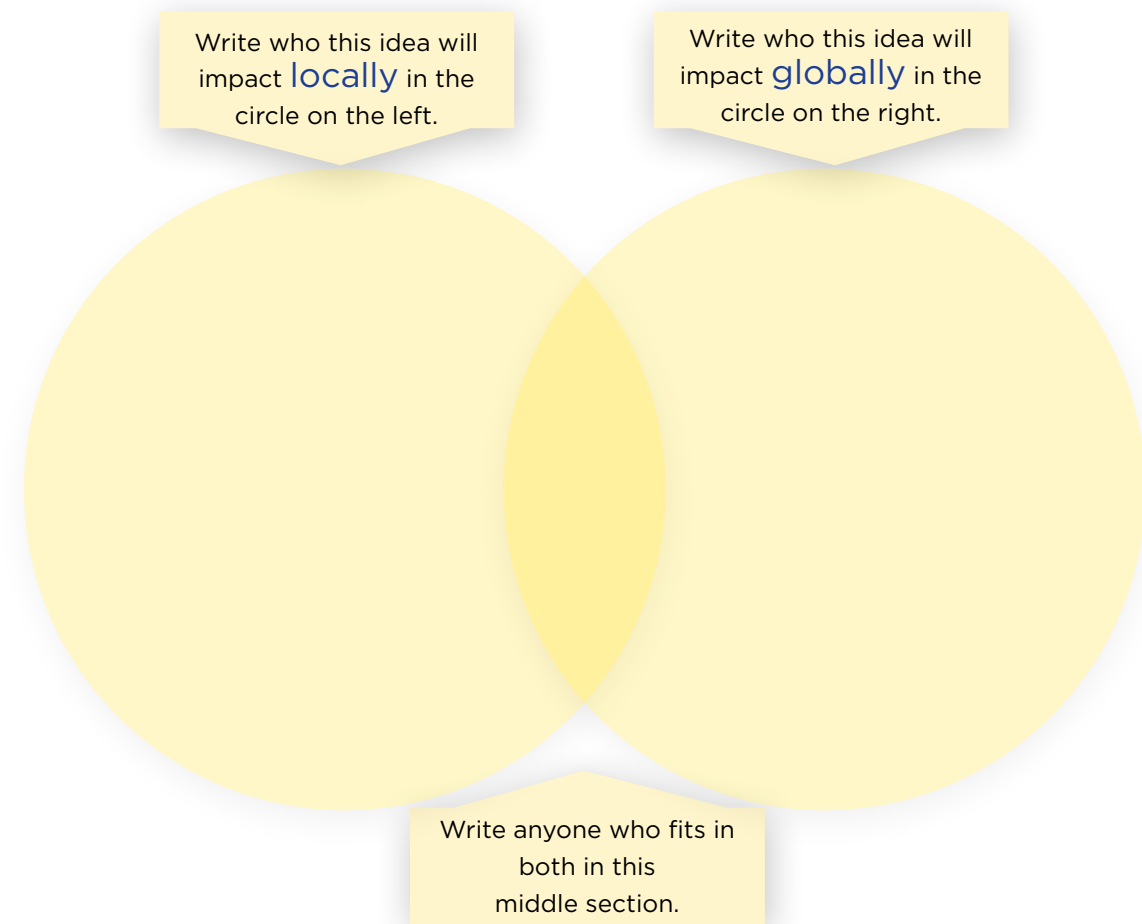 Write who this idea will
impact locally in the
circle on the left.
Write who this idea will
impact globally in the
circle on the right.
Write anyone who fits in
both in this
middle section.